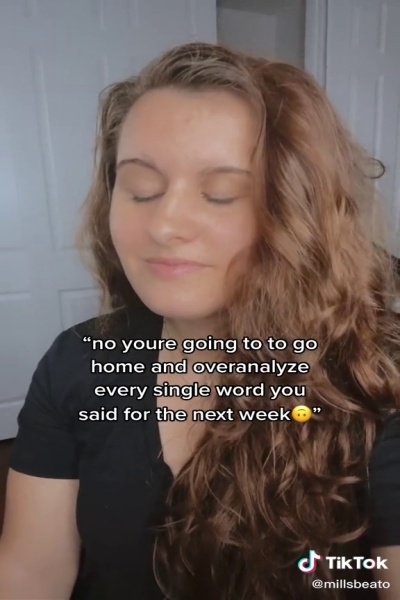 “no youre going to to go
home and overanalyze
every single word you
said for the next week🙃”
TikTok
@millsbeato